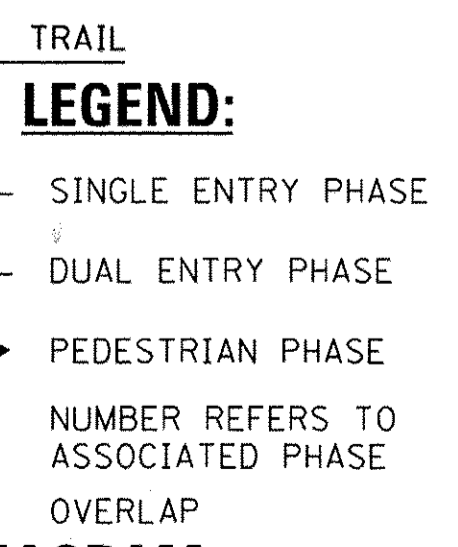 TRAIL
LEGEND:
SINGLE ENTRY PHASE
DUAL ENTRY PHASE
PEDESTRIAN PHASE
NUMBER REFERS TO
ASSOCIATED PHASE
OVERLAP